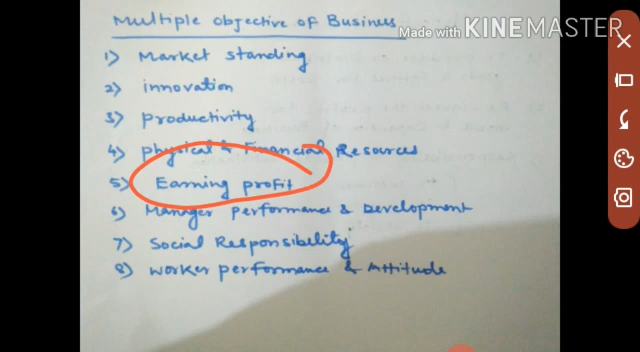 Multiple objective of Business
Made with KINEMASTER
1) Market standing
2) innovation
3) productivity
4) physical & Financial Resources
5) Earning profit
6) Manager performance & Development
7) Social Responsibility
8) worker performance & Attitude